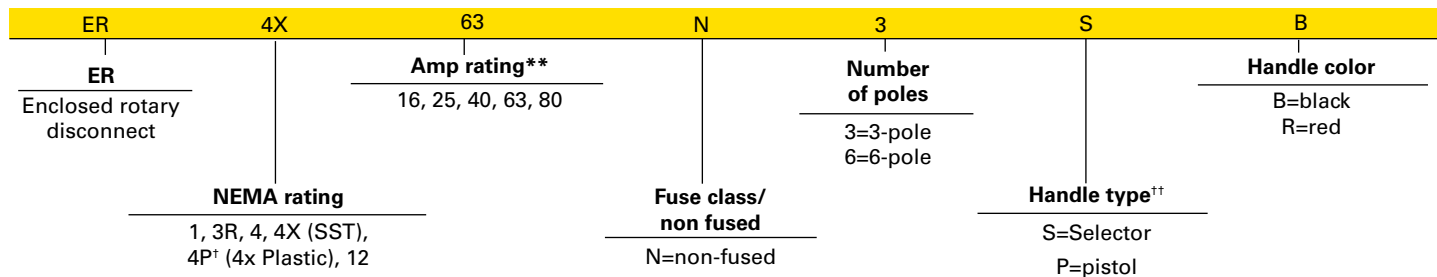 ER 4X 63 N 3 S B
ER
Enclosed rotary
disconnect
NEMA rating
1, 3R, 4, 4X (SST),
4P† (4x Plastic), 12
Amp rating**
16, 25, 40, 63, 80
Fuse class/
non fused
N=non-fused
Number
of poles
3=3-pole
6=6-pole
Handle type††
S=Selector
P=pistol
Handle color
B=black
R=red